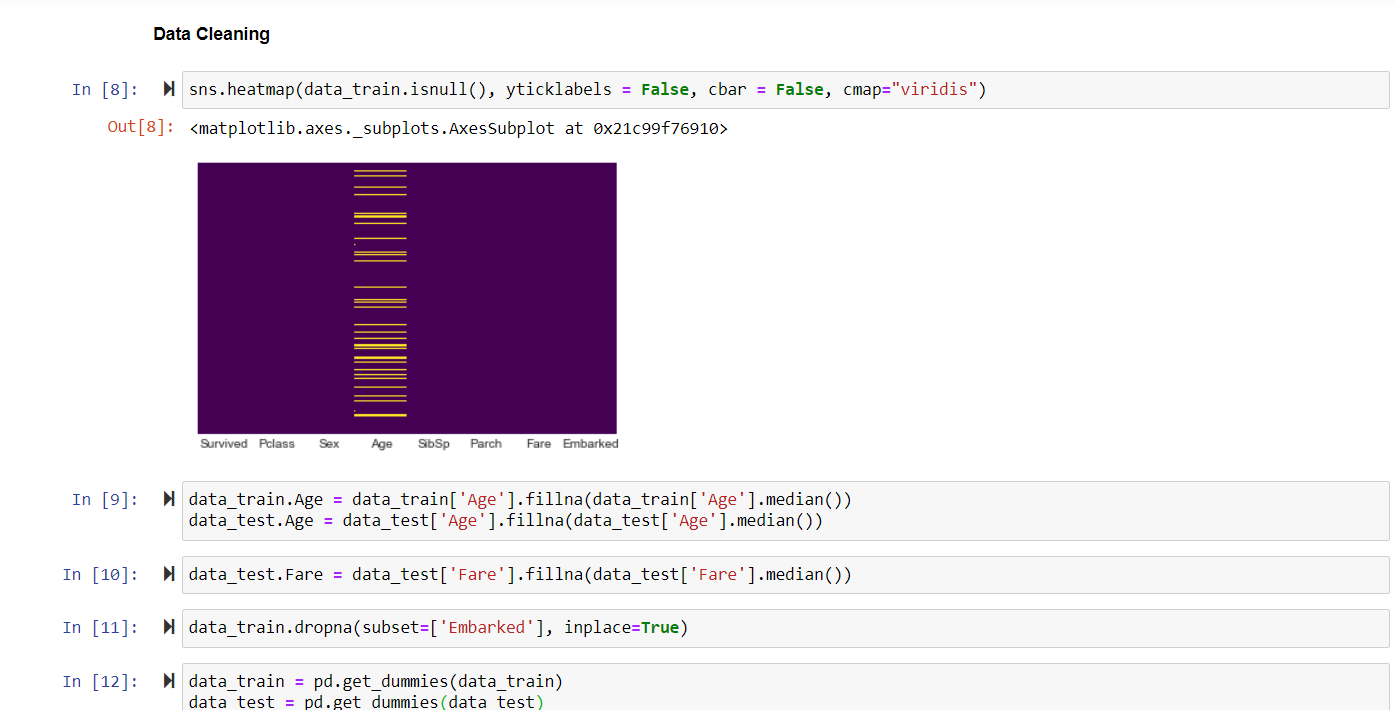 Data Cleaning
In [8]: sns.heatmap(data_train.isnull(), yticklabels = False, cbar = False, cmap="viridis")
Out[8]: <matplotlib.axes._subplots.AxesSubplot at 0x21c99f76910>
Survived Pclass Sex Age SibSp Parch Fare Embarked
In [9]: data_train.Age = data_train['Age'].fillna(data_train['Age'].median())
data_test.Age = data_test['Age'].fillna(data_test['Age'].median())
In [10]: data_test.Fare = data_test['Fare'].fillna(data_test['Fare'].median())
In [11]: data_train.dropna(subset=['Embarked'], inplace=True)
In [12]: data_train = pd.get_dummies(data_train)
data_test = pd.get_dummies(data_test)